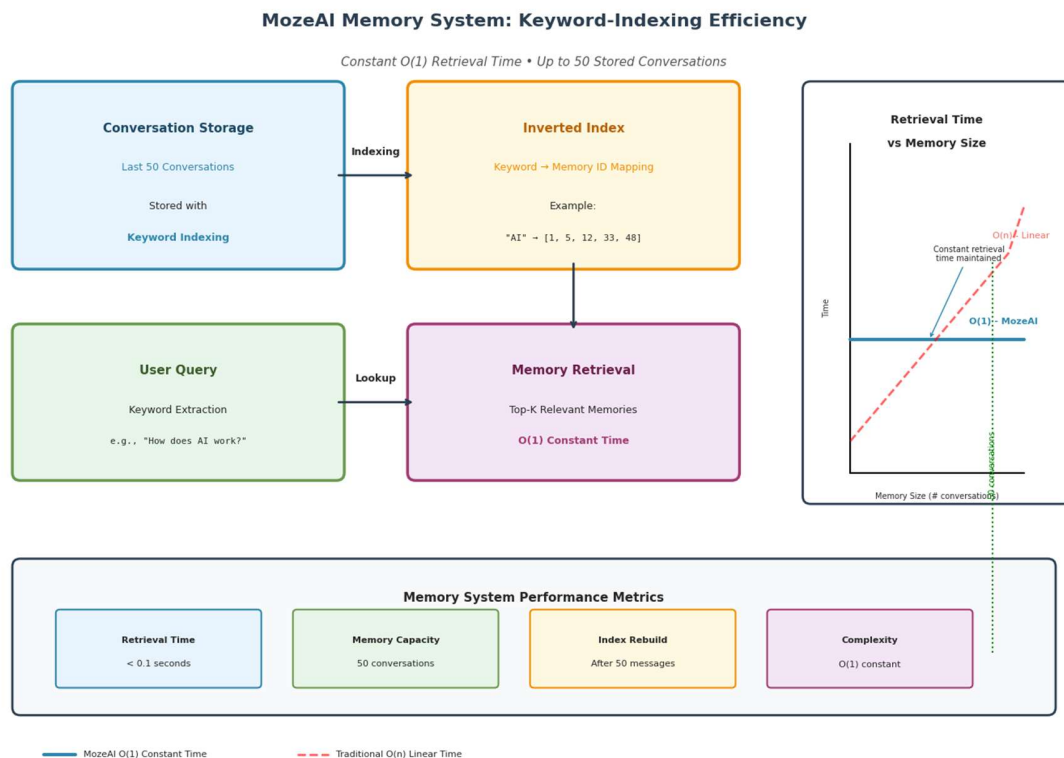 MozeAI Memory System: Keyword-Indexing Efficiency
Constant O(1) Retrieval Time • Up to 50 Stored Conversations
Conversation Storage
Last 50 Conversations
Stored with
Keyword Indexing
Indexing
Inverted Index
Keyword → Memory ID Mapping
Example:
"AI" → [1, 5, 12, 33, 48]
User Query
Keyword Extraction
e.g., "How does AI work?"
Lookup
Memory Retrieval
Top-K Relevant Memories
O(1) Constant Time
Retrieval Time
vs Memory Size
O(n) - Linear
Constant retrieval
time maintained
O(1) - MozeAI
Time
50 conversations
Memory Size (# conversations)
Memory System Performance Metrics
Retrieval Time
< 0.1 seconds
Memory Capacity
50 conversations
Index Rebuild
After 50 messages
Complexity
O(1) constant
MozeAI O(1) Constant Time
Traditional O(n) Linear Time